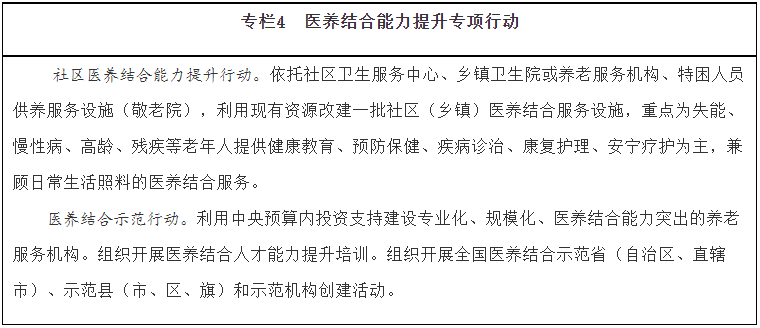 专栏4　医养结合能力提升专项行动
社区医养结合能力提升行动。依托社区卫生服务中心、乡镇卫生院或养老服务机构、特困人员
供养服务设施（敬老院），利用现有资源改建一批社区（乡镇）医养结合服务设施，重点为失能、
慢性病、高龄、残疾等老年人提供健康教育、预防保健、疾病诊治、康复护理、安宁疗护为主，兼
顾日常生活照料的医养结合服务。
医养结合示范行动。利用中央预算内投资支持建设专业化、规模化、医养结合能力突出的养老
服务机构。组织开展医养结合人才能力提升培训。组织开展全国医养结合示范省（自治区、直辖
市）、示范县（市、区、旗）和示范机构创建活动。